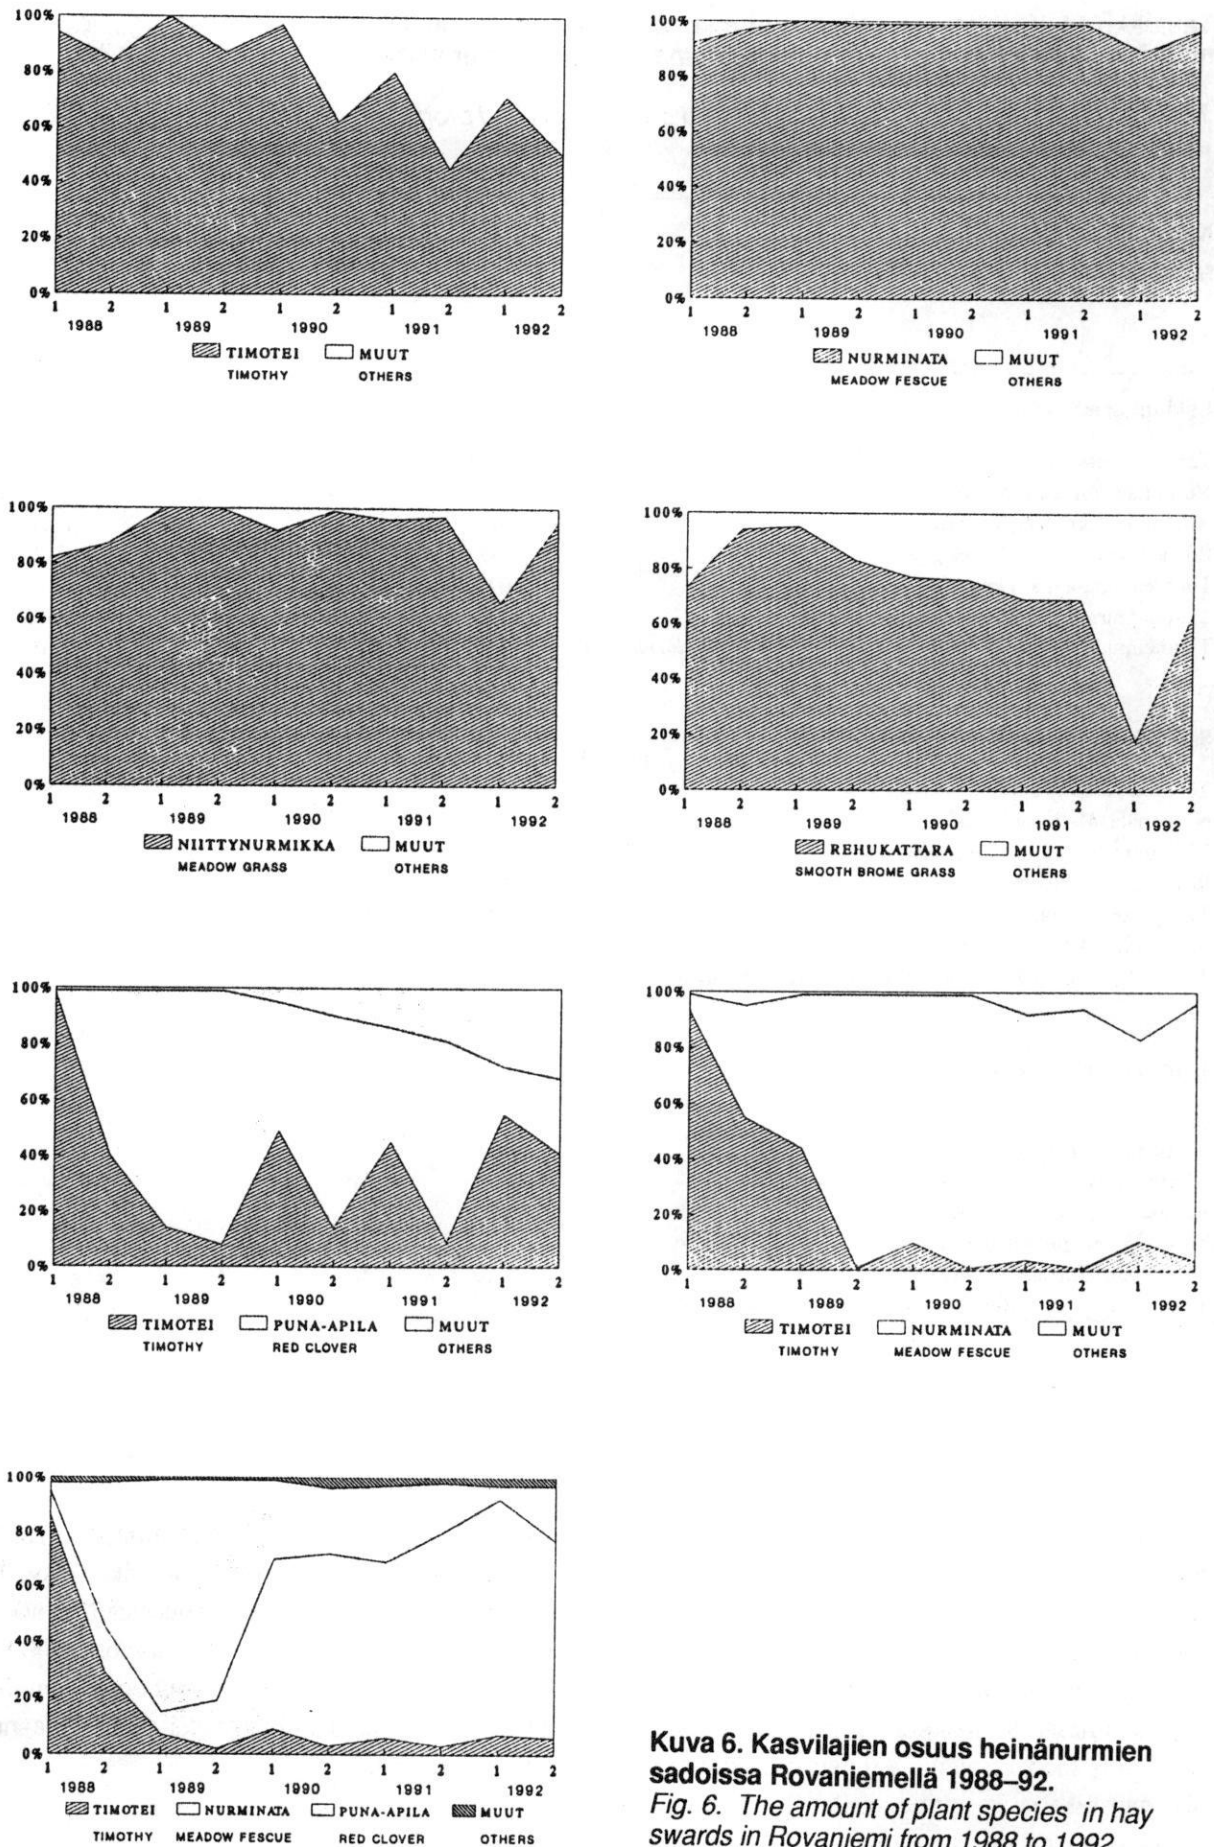 100%
80%
60%
40%
20%
0%
1 2 1 2 1 2 1 2 1 2
1988 1989 1990 1991 1992
TIMOTEI MUUT
TIMOTHY OTHERS
100%
80%
60%
40%
20%
0%
1 2 1 2 1 2 1 2 1 2
1988 1989 1990 1991 1992
NURMINATA MUUT
MEADOW FESCUE OTHERS
100%
80%
60%
40%
20%
0%
1 2 1 2 1 2 1 2 1 2
1988 1989 1990 1991 1992
NIITTYNURMIKKA MUUT
MEADOW GRASS OTHERS
100%
80%
60%
40%
20%
0%
1 2 1 2 1 2 1 2 1 2
1988 1989 1990 1991 1992
REHUKATTARA MUUT
SMOOTH BROME GRASS OTHERS
100%
80%
60%
40%
20%
0%
1 2 1 2 1 2 1 2 1 2
1988 1989 1990 1991 1992
TIMOTEI PUNA-APILA MUUT
TIMOTHY RED CLOVER OTHERS
100%
80%
60%
40%
20%
0%
1 2 1 2 1 2 1 2 1 2
1988 1989 1990 1991 1992
TIMOTEI NURMINATA MUUT
TIMOTHY MEADOW FESCUE OTHERS
100%
80%
60%
40%
20%
0%
1 2 1 2 1 2 1 2 1 2
1988 1989 1990 1991 1992
TIMOTEI NURMINATA PUNA-APILA MUUT
TIMOTHY MEADOW FESCUE RED CLOVER OTHERS
Kuva 6. Kasvilajien osuus heinänurmien
sadoissa Rovaniemellä 1988–92.
Fig. 6. The amount of plant species in hay
swards in Rovaniemi from 1988 to 1992